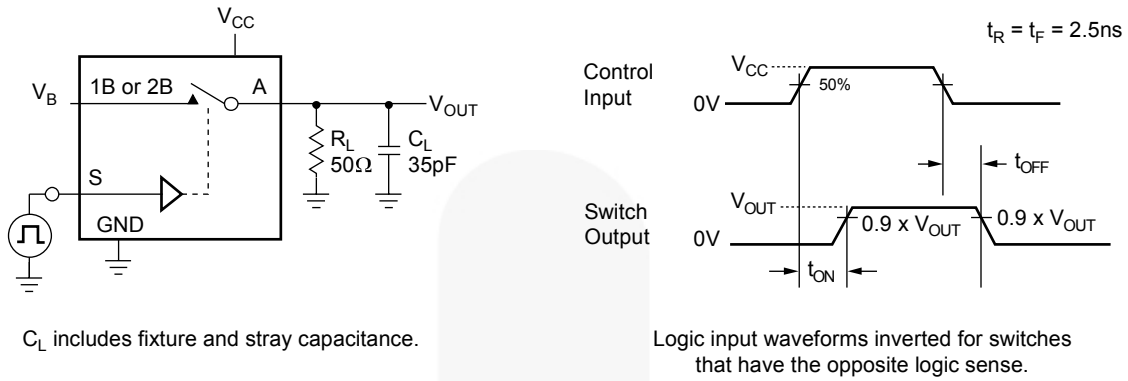 V_CC
V_B
1B or 2B
A
V_OUT
R_L
50Ω
C_L
35pF
S
GND
C_L includes fixture and stray capacitance.
t_R = t_F = 2.5ns
Control
Input
V_CC
0V
50%
t_OFF
Switch
Output
V_OUT
0V
0.9 x V_OUT
0.9 x V_OUT
t_ON
Logic input waveforms inverted for switches
that have the opposite logic sense.